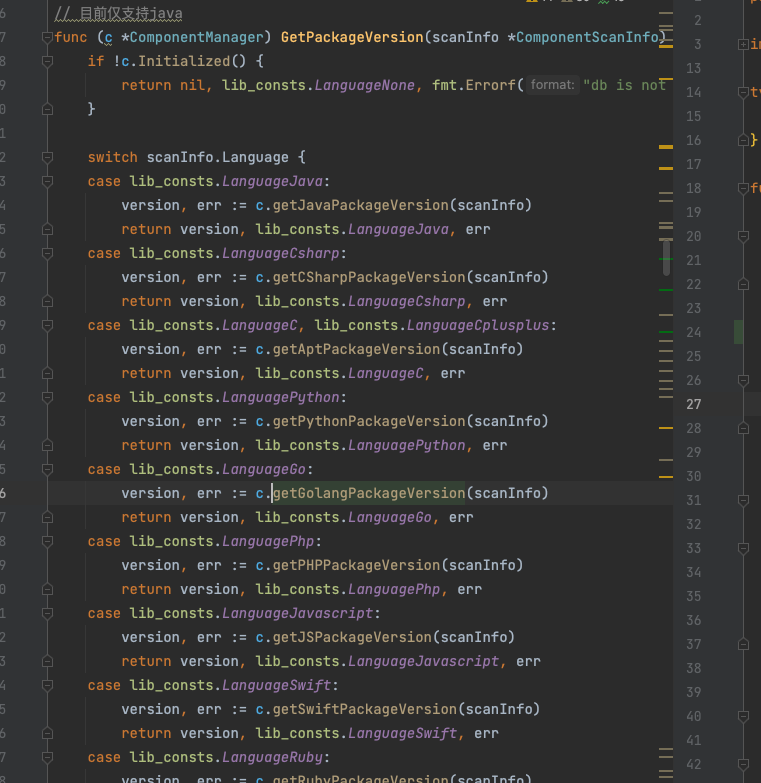 // 目前仅支持java
func (c *ComponentManager) GetPackageVersion(scanInfo *ComponentScanInfo)
if !c.Initialized() {
return nil, lib_consts.LanguageNone, fmt.Errorf( format: "db is not
}
switch scanInfo.Language {
case lib_consts.LanguageJava:
version, err := c.getJavaPackageVersion(scanInfo)
return version, lib_consts.LanguageJava, err
case lib_consts.LanguageCsharp:
version, err := c.getCSharpPackageVersion(scanInfo)
return version, lib_consts.LanguageCsharp, err
case lib_consts.LanguageC, lib_consts.LanguageCplusplus:
version, err := c.getAptPackageVersion(scanInfo)
return version, lib_consts.LanguageC, err
case lib_consts.LanguagePython:
version, err := c.getPythonPackageVersion(scanInfo)
return version, lib_consts.LanguagePython, err
case lib_consts.LanguageGo:
version, err := c.getGolangPackageVersion(scanInfo)
return version, lib_consts.LanguageGo, err
case lib_consts.LanguagePhp:
version, err := c.getPHPPackageVersion(scanInfo)
return version, lib_consts.LanguagePhp, err
case lib_consts.LanguageJavascript:
version, err := c.getJSPackageVersion(scanInfo)
return version, lib_consts.LanguageJavascript, err
case lib_consts.LanguageSwift:
version, err := c.getSwiftPackageVersion(scanInfo)
return version, lib_consts.LanguageSwift, err
case lib_consts.LanguageRuby:
version, err := c.getRubyPackageVersion(scanInfo)
2
3
13
14
15
16 }
17
18
19
20
21
22
23
24
25
26
27
28
29
30
31
32
33
34
35
36
37
38
39
40
41
42